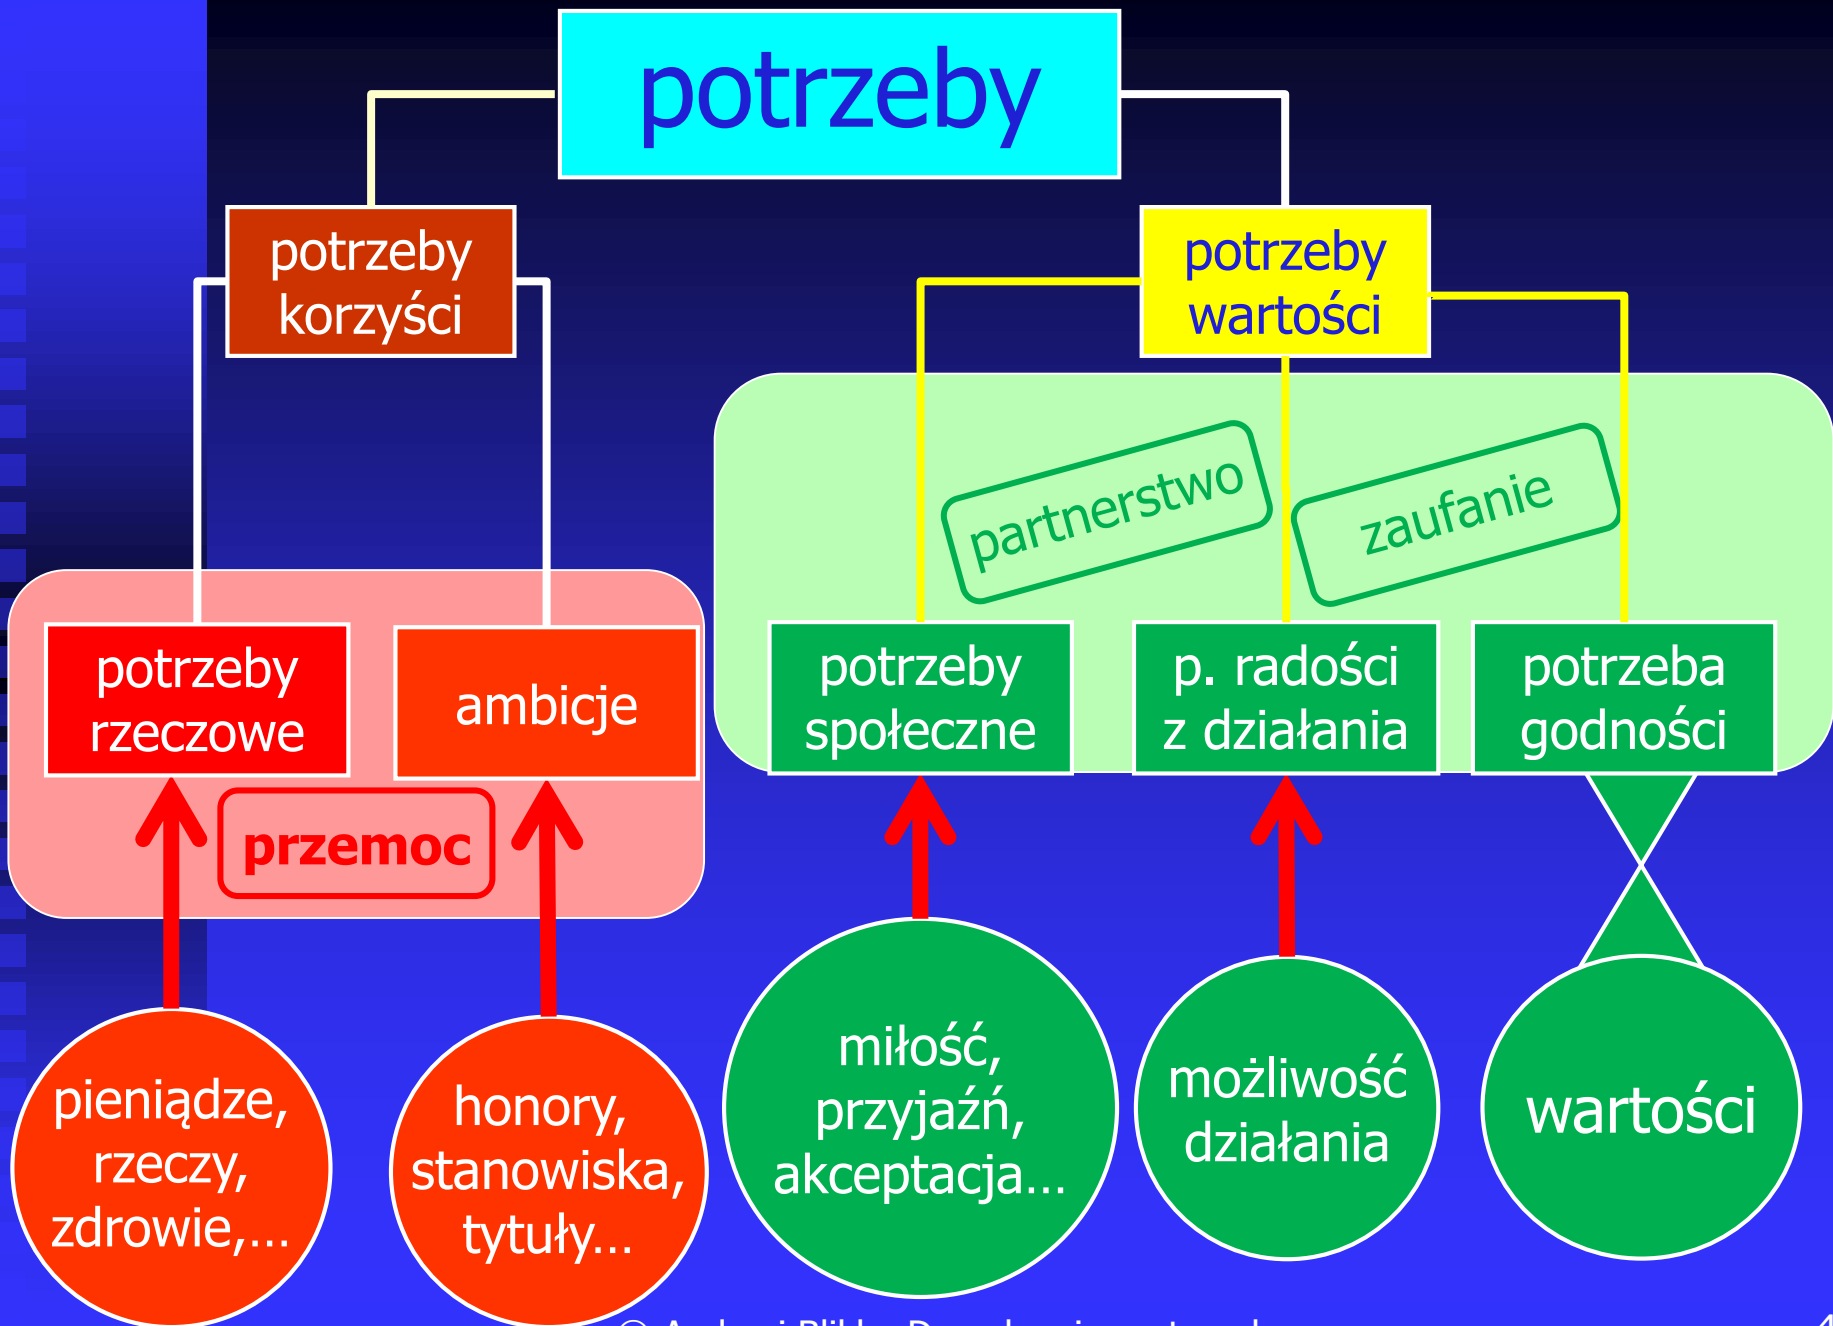 potrzeby
potrzeby
korzyści
potrzeby
wartości
partnerstwo
zaufanie
potrzeby
rzeczowe
ambicje
potrzeby
społeczne
p. radości
z działania
potrzeba
godności
przemoc
pieniądze,
rzeczy,
zdrowie,...
honory,
stanowiska,
tytuły...
miłość,
przyjaźń,
akceptacja...
możliwość
działania
wartości